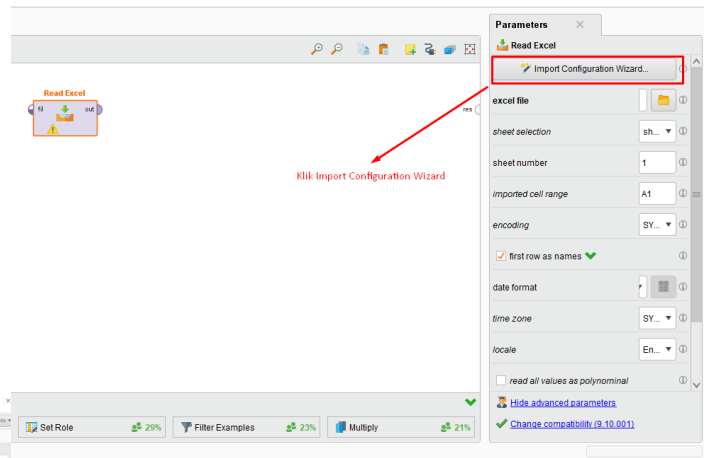 Parameters
Read Excel
Import Configuration Wizard...
Read Excel
fil
out
res
excel file
sheet selection
sh...
Klik Import Configuration Wizard
sheet number
1
imported cell range
A1
encoding
SY...
first row as names
date format
time zone
SY...
locale
En...
read all values as polynominal
Hide advanced parameters
Set Role
29%
Filter Examples
23%
Multiply
21%
Change compatibility (9.10.001)